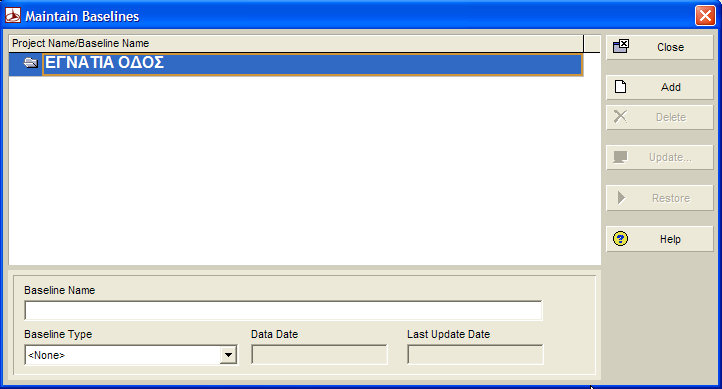 Maintain Baselines
Project Name/Baseline Name
ΕΓΝΑΤΙΑ ΟΔΟΣ
Close
Add
Delete
Update...
Restore
Help
Baseline Name
Baseline Type
Data Date
Last Update Date
<None>